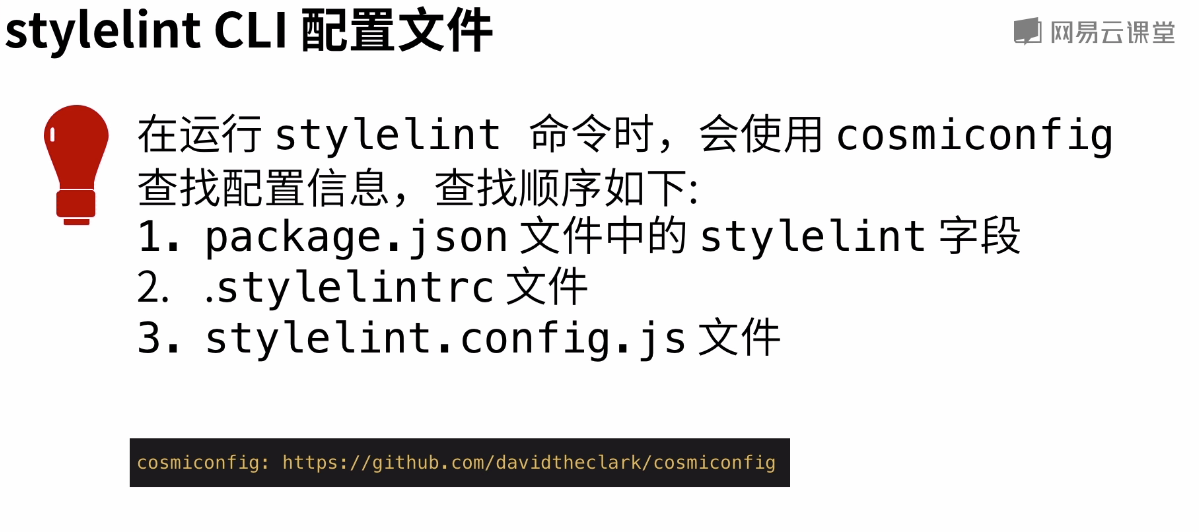 stylelint CLI 配置文件
网易云课堂
在运行 stylelint 命令时，会使用 cosmiconfig
查找配置信息，查找顺序如下:
1. package.json 文件中的 stylelint 字段
2. .stylelintrc 文件
3. stylelint.config.js 文件
cosmiconfig: https://github.com/davidtheclark/cosmiconfig